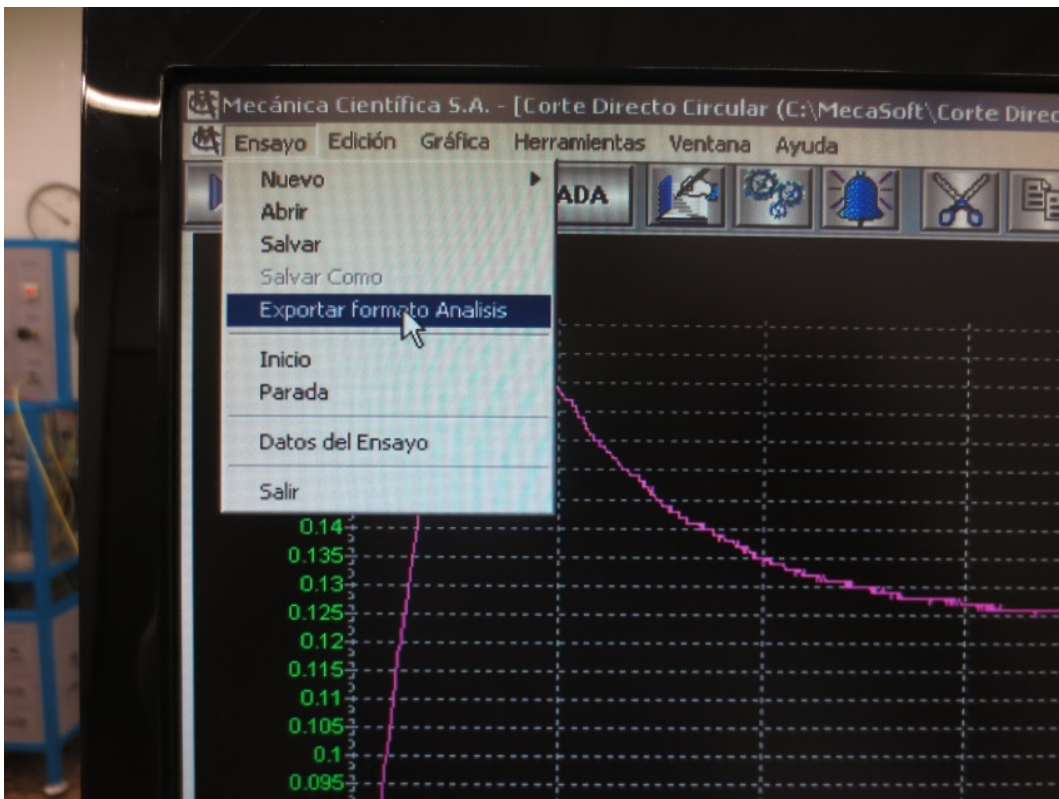 Mecánica Científica S.A. - [Corte Directo Circular (C:\MecaSoft\Corte Direc
Ensayo Edición Gráfica Herramientas Ventana Ayuda
Nuevo
ADA
Abrir
Salvar
Salvar Como
Exportar formato Analisis
Inicio
Parada
Datos del Ensayo
Salir
0.14
0.135
0.13
0.125
0.12
0.115
0.11
0.105
0.1
0.095